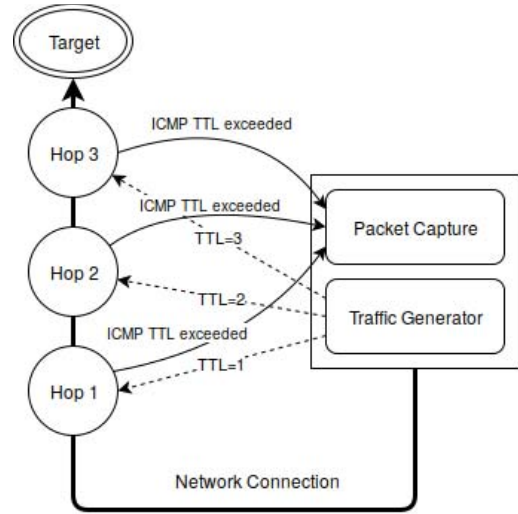 Target
ICMP TTL exceeded
Hop 3
ICMP TTL exceeded
Packet Capture
TTL=3
Hop 2
TTL=2
Traffic Generator
ICMP TTL exceeded
TTL=1
Hop 1
Network Connection